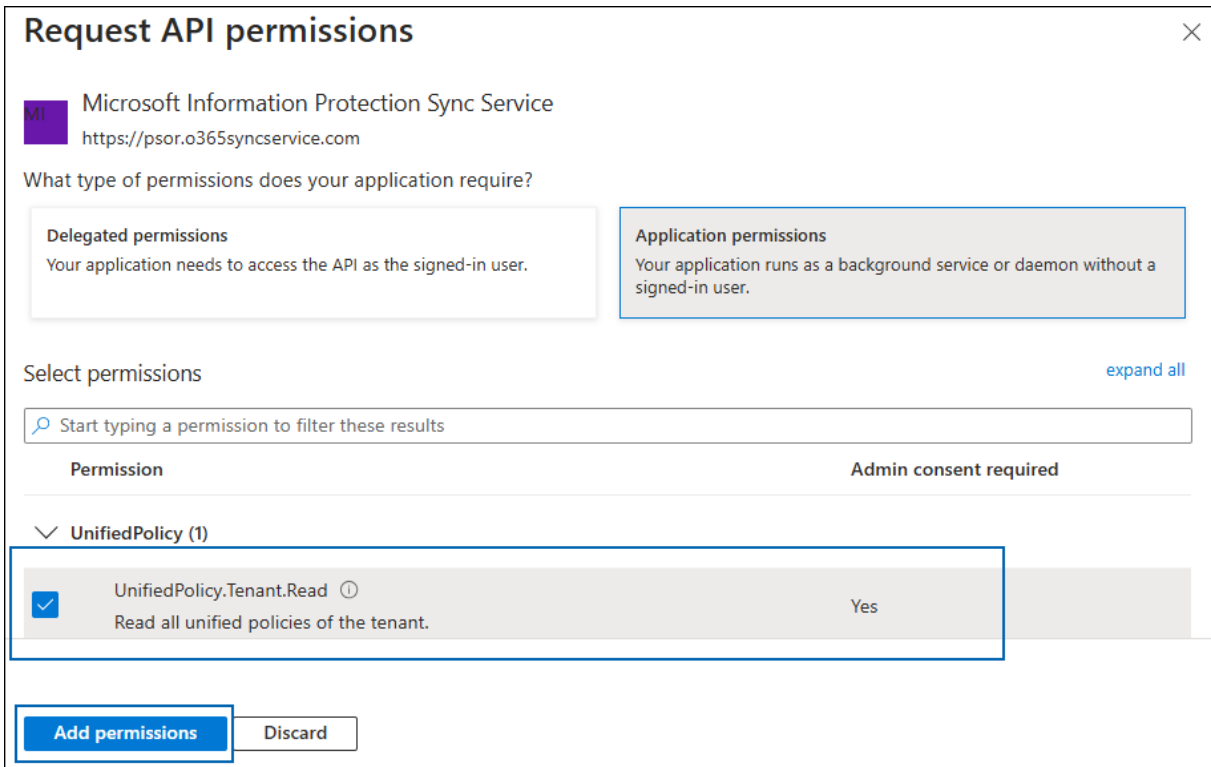 Request API permissions
MI
Microsoft Information Protection Sync Service
https://psor.o365syncservice.com
What type of permissions does your application require?
Delegated permissions
Your application needs to access the API as the signed-in user.
Application permissions
Your application runs as a background service or daemon without a
signed-in user.
Select permissions
expand all
Start typing a permission to filter these results
Permission
Admin consent required
UnifiedPolicy (1)
UnifiedPolicy.Tenant.Read
Read all unified policies of the tenant.
Yes
Add permissions
Discard